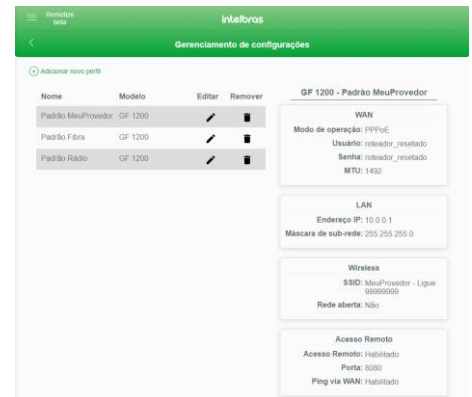 Remotize
beta
intelbras
Gerenciamento de configurações
Adicionar novo perfil
Nome Modelo Editar Remover
Padrão MeuProvedor GF 1200
Padrão Fibra GF 1200
Padrão Rádio GF 1200
GF 1200 - Padrão MeuProvedor
WAN
Modo de operação: PPPoE
Usuário: roteador_resetado
Senha: roteador_resetado
MTU: 1492
LAN
Endereço IP: 10.0.0.1
Máscara de sub-rede: 255.255.255.0
Wireless
SSID: MeuProvedor - Ligue
99999999
Rede aberta: Não
Acesso Remoto
Acesso Remoto: Habilitado
Porta: 8080
Ping via WAN: Habilitado